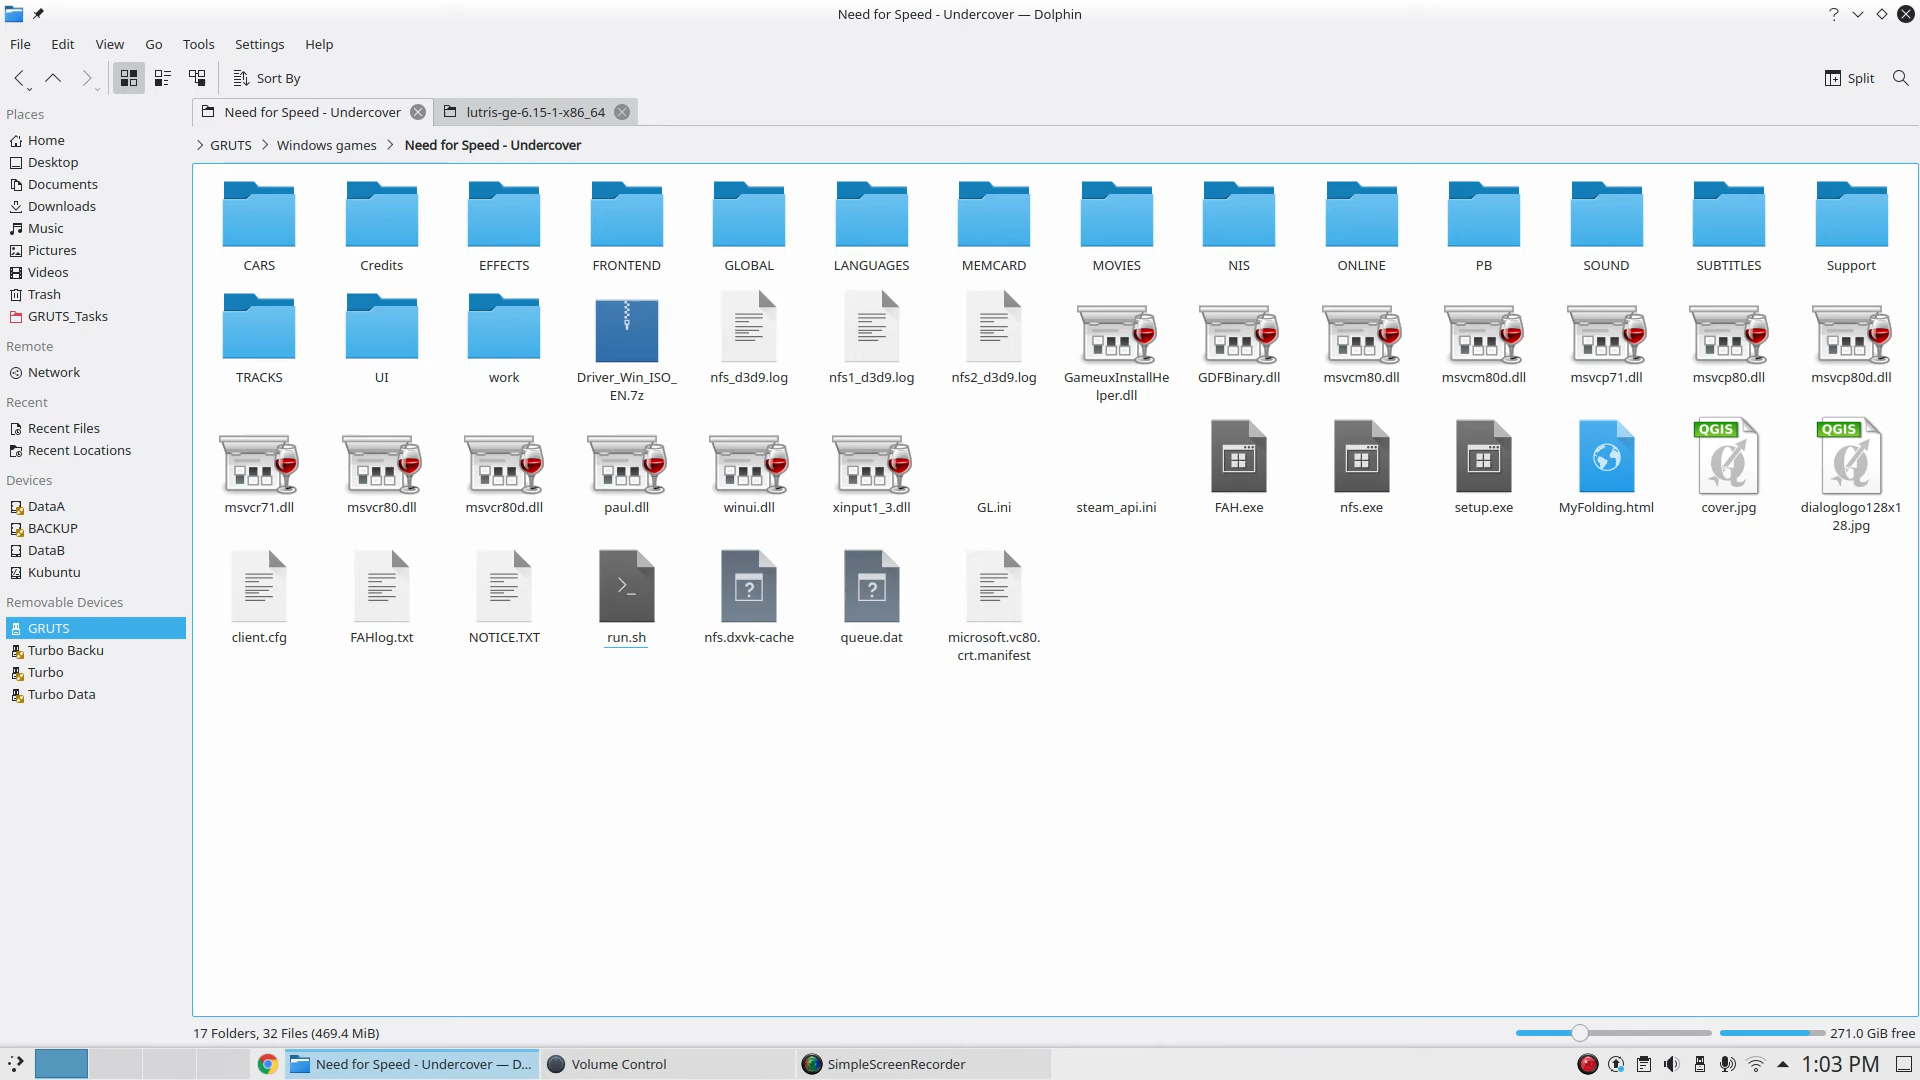 Need for Speed - Undercover — Dolphin
File Edit View Go Tools Settings Help
Sort By Split
Places
Home
Desktop
Documents
Downloads
Music
Pictures
Videos
Trash
GRUTS_Tasks
Remote
Network
Recent
Recent Files
Recent Locations
Devices
DataA
BACKUP
DataB
Kubuntu
Removable Devices
GRUTS
Turbo Backu
Turbo
Turbo Data
Need for Speed - Undercover lutris-ge-6.15-1-x86_64
> GRUTS > Windows games > Need for Speed - Undercover
CARS Credits EFFECTS FRONTEND GLOBAL LANGUAGES MEMCARD MOVIES NIS ONLINE PB SOUND SUBTITLES Support
TRACKS UI work Driver_Win_ISO_ nfs_d3d9.log nfs1_d3d9.log nfs2_d3d9.log GameuxInstallHe GDFBinary.dll msvcm80.dll msvcm80d.dll msvcp71.dll msvcp80.dll msvcp80d.dll
EN.7z lper.dll
QGIS QGIS
msvcr71.dll msvcr80.dll msvcr80d.dll paul.dll winui.dll xinput1_3.dll GL.ini steam_api.ini FAH.exe nfs.exe setup.exe MyFolding.html cover.jpg dialoglogo128x1
28.jpg
client.cfg FAHlog.txt NOTICE.TXT run.sh nfs.dxvk-cache queue.dat microsoft.vc80.
crt.manifest
17 Folders, 32 Files (469.4 MiB) 271.0 GiB free
Need for Speed - Undercover — D... Volume Control SimpleScreenRecorder 1:03 PM